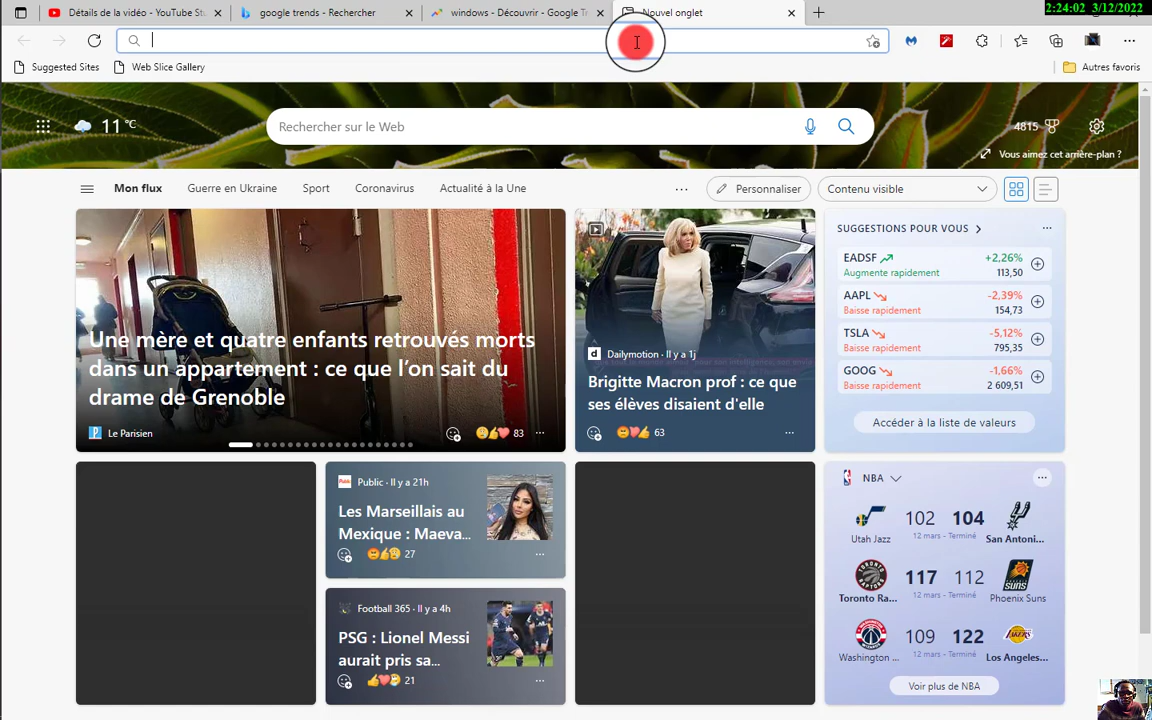 Détails de la vidéo - YouTube Stu
google trends - Rechercher
windows - Découvrir - Google Tr
Nouvel onglet
2:24:02 3/12/2022
Suggested Sites
Web Slice Gallery
Autres favoris
11 °C
Rechercher sur le Web
4815
Vous aimez cet arrière-plan ?
Mon flux
Guerre en Ukraine
Sport
Coronavirus
Actualité à la Une
Personnaliser
Contenu visible
Une mère et quatre enfants retrouvés morts
dans un appartement : ce que l'on sait du
drame de Grenoble
Le Parisien
83
Dailymotion · Il y a 1j
Brigitte Macron prof : ce que
ses élèves disaient d'elle
63
SUGGESTIONS POUR VOUS
EADSF +2,26%
Augmente rapidement 113,50
AAPL -2,39%
Baisse rapidement 154,73
TSLA -5,12%
Baisse rapidement 795,35
GOOG -1,66%
Baisse rapidement 2 609,51
Accéder à la liste de valeurs
Public · Il y a 21h
Les Marseillais au
Mexique : Maeva...
27
Football 365 · Il y a 4h
PSG : Lionel Messi
aurait pris sa...
21
NBA
102 104
12 mars - Terminé
Utah Jazz San Antoni...
117 112
12 mars - Terminé
Toronto Ra... Phoenix Suns
109 122
12 mars - Terminé
Washington ... Los Angeles...
Voir plus de NBA